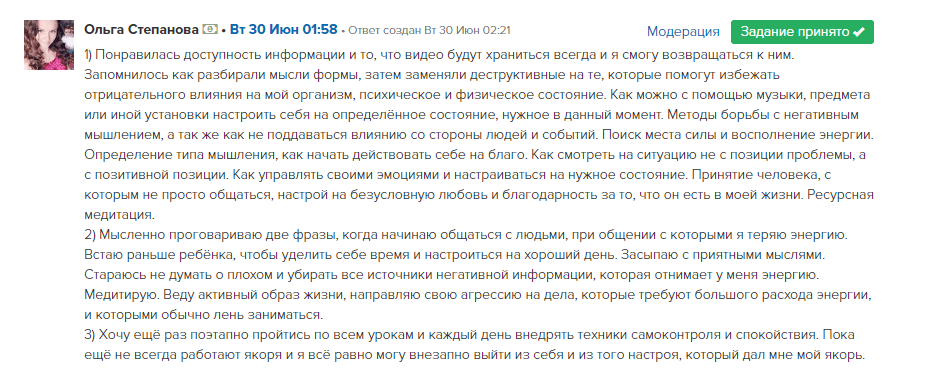 Ольга Степанова • Вт 30 Июн 01:58 • Ответ создан Вт 30 Июн 02:21
Модерация
Задание принято
1) Понравилась доступность информации и то, что видео будут храниться всегда и я смогу возвращаться к ним.
Запомнилось как разбирали мысли формы, затем заменяли деструктивные на те, которые помогут избежать
отрицательного влияния на мой организм, психическое и физическое состояние. Как можно с помощью музыки, предмета
или иной установки настроить себя на определённое состояние, нужное в данный момент. Методы борьбы с негативным
мышлением, а так же как не поддаваться влиянию со стороны людей и событий. Поиск места силы и восполнение энергии.
Определение типа мышления, как начать действовать себе на благо. Как смотреть на ситуацию не с позиции проблемы, а
с позитивной позиции. Как управлять своими эмоциями и настраиваться на нужное состояние. Принятие человека, с
которым не просто общаться, настрой на безусловную любовь и благодарность за то, что он есть в моей жизни. Ресурсная
медитация.
2) Мысленно проговариваю две фразы, когда начинаю общаться с людьми, при общении с которыми я теряю энергию.
Встаю раньше ребёнка, чтобы уделить себе время и настроиться на хороший день. Засыпаю с приятными мыслями.
Стараюсь не думать о плохом и убирать все источники негативной информации, которая отнимает у меня энергию.
Медитирую. Веду активный образ жизни, направляю свою агрессию на дела, которые требуют большого расхода энергии,
и которыми обычно лень заниматься.
3) Хочу ещё раз поэтапно пройтись по всем урокам и каждый день внедрять техники самоконтроля и спокойствия. Пока
ещё не всегда работают якоря и я всё равно могу внезапно выйти из себя и из того настроя, который дал мне мой якорь.